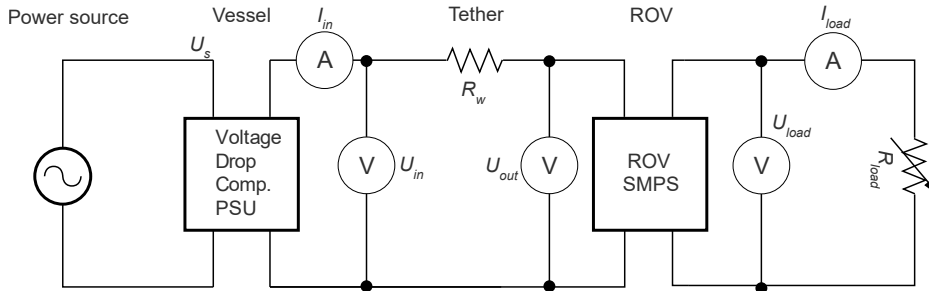 Power source
Vessel
Tether
ROV
I_in
I_load
U_s
A
A
R_w
Voltage
Drop
Comp.
PSU
V
U_in
U_out
V
ROV
SMPS
U_load
V
R_load